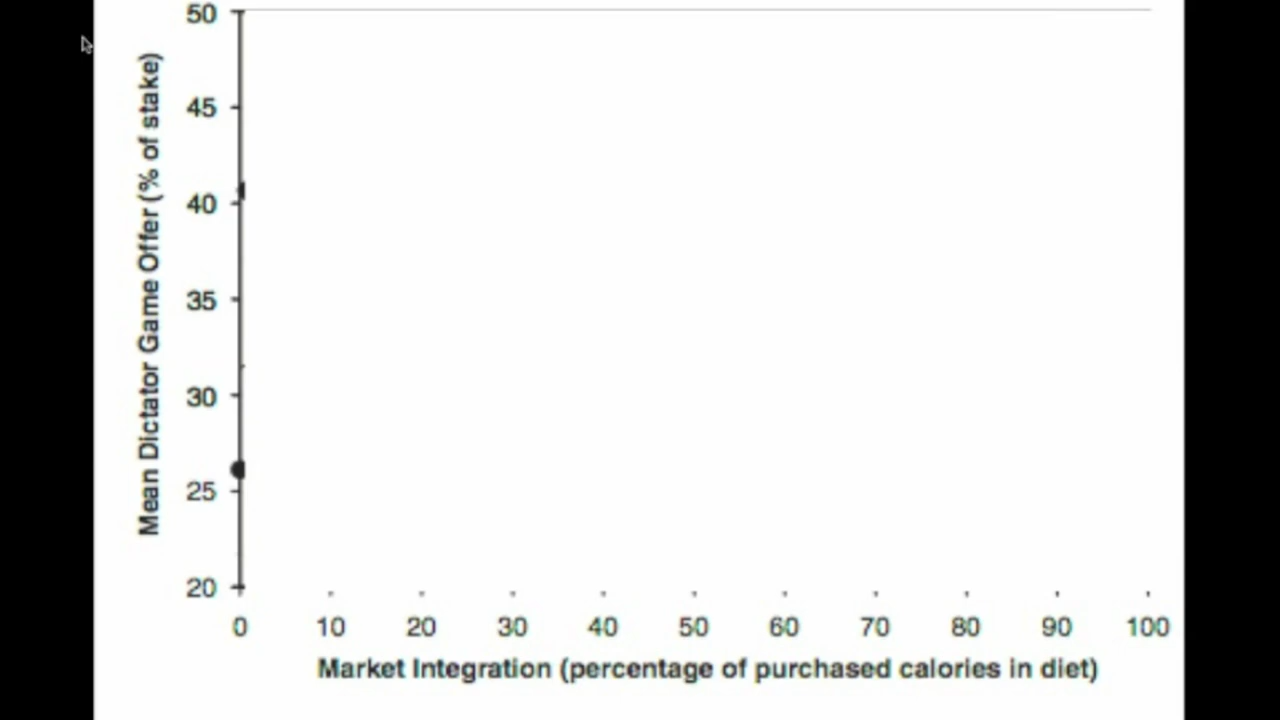 50
45
40
35
30
25
20
Mean Dictator Game Offer (% of stake)
0 10 20 30 40 50 60 70 80 90 100
Market Integration (percentage of purchased calories in diet)